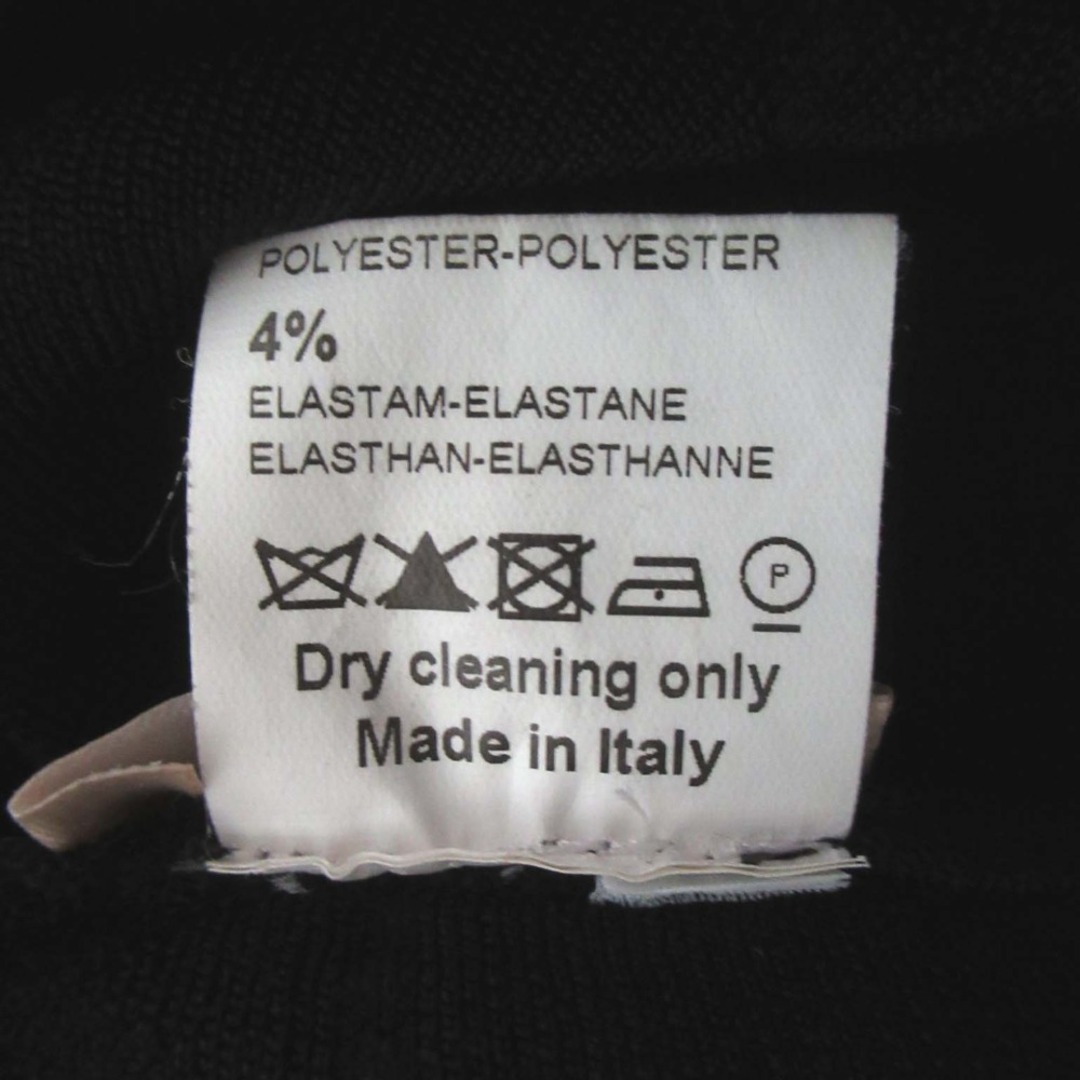 POLYESTER-POLYESTER
4%
ELASTAM-ELASTANE
ELASTHAN-ELASTHANNE
P
Dry cleaning only
Made in Italy